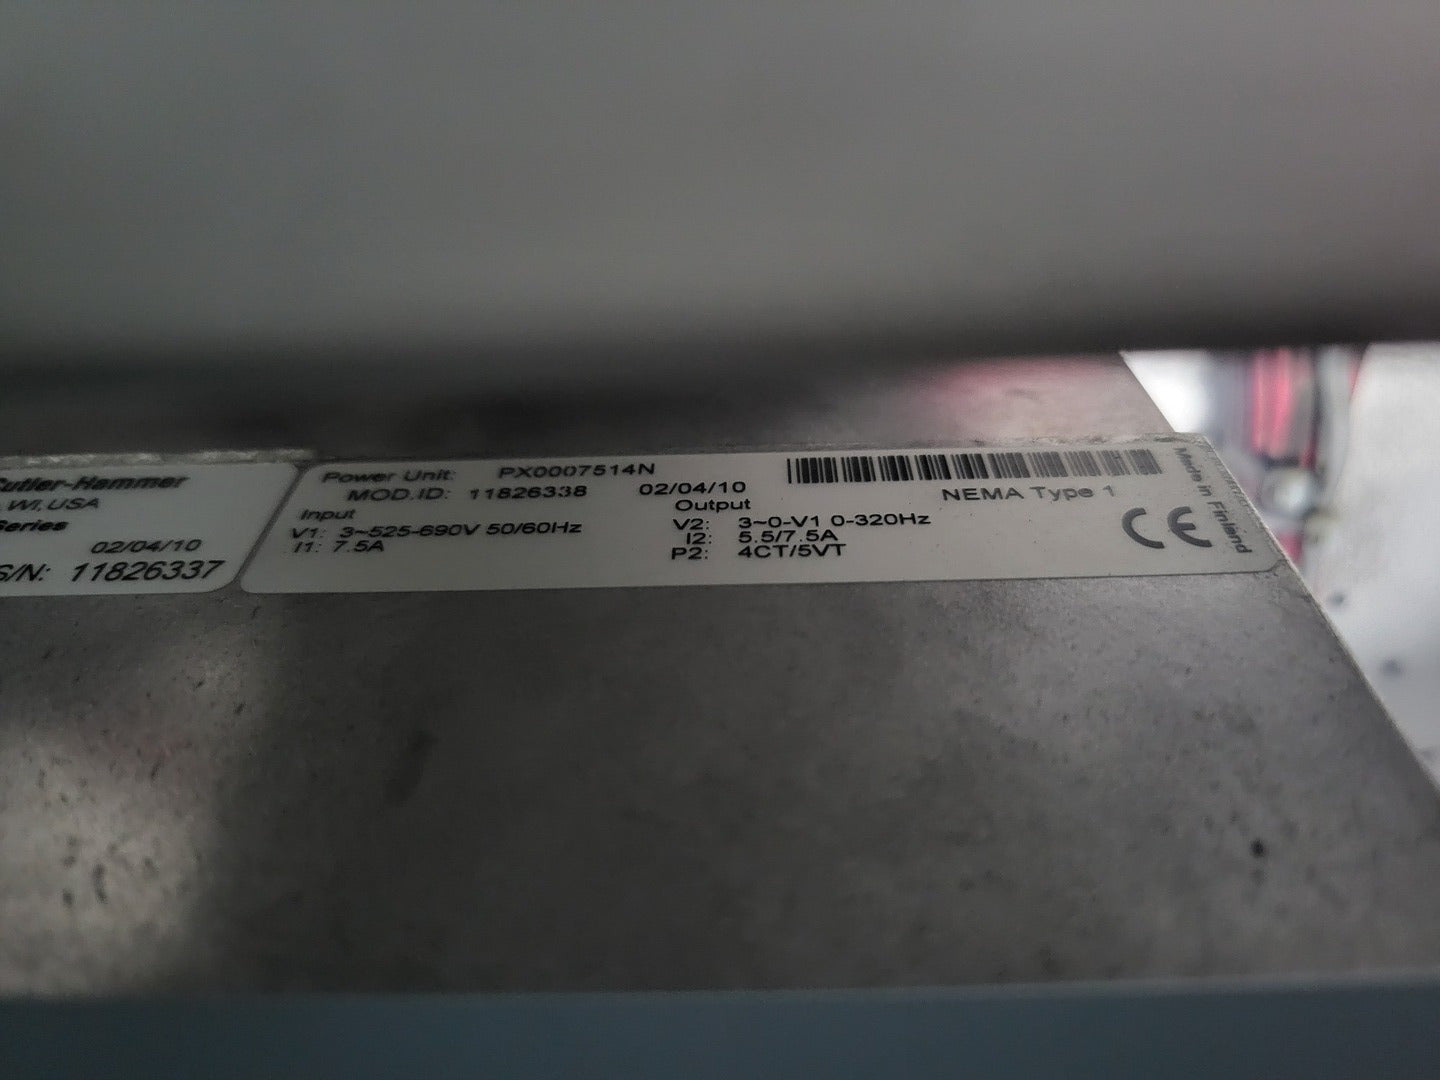 Cutler-Hammer
WI, USA
Series
02/04/10
S/N: 11826337
Power Unit: PX0007514N
MOD.ID: 11826338 02/04/10
Input
V1: 3~525-690V 50/60Hz
I1: 7.5A
Output
V2: 3~0-V1 0-320Hz
I2: 5.5/7.5A
P2: 4CT/5VT
NEMA Type 1
CE
Made in Finland